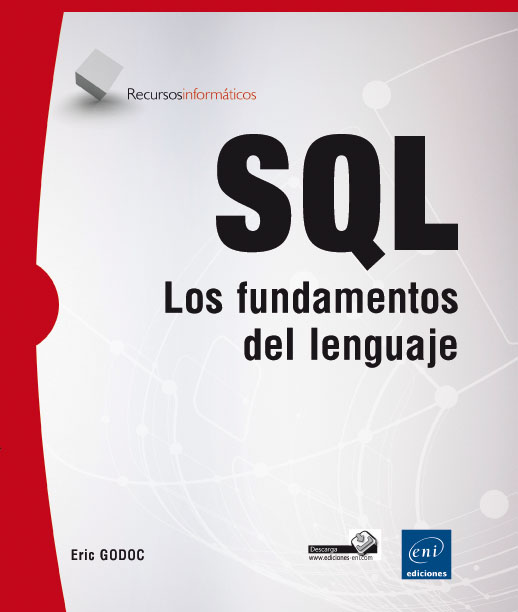 Recursosinformáticos
SQL
Los fundamentos
del lenguaje
Eric GODOC
Descarga
www.ediciones-eni.com
eni
ediciones